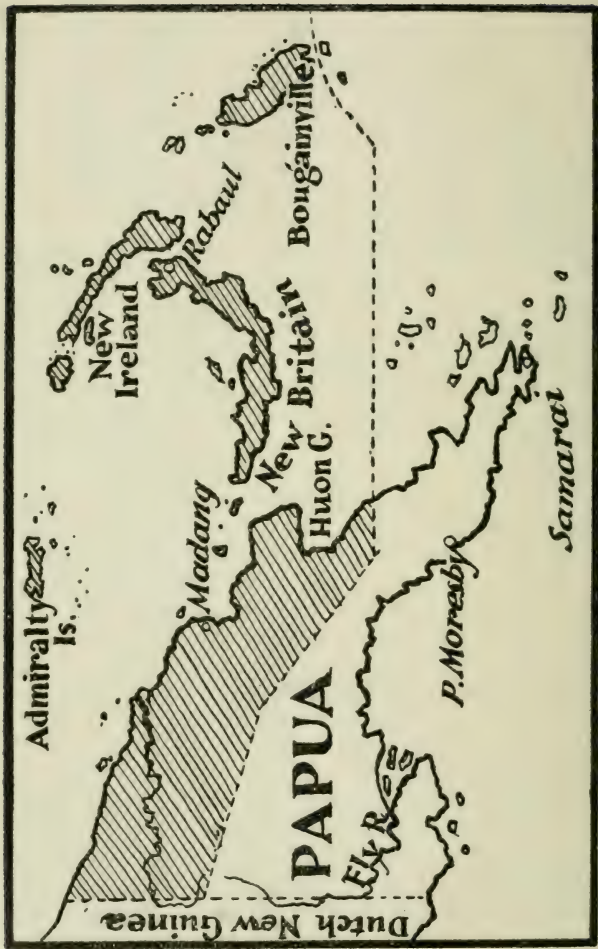 Admiralty
Is.
New
Ireland
Rabaul
Madang
New Britain
Bougainville
Huon G.
PAPUA
Fly R.
P. Moresby
Samarai
Dutch New Guinea